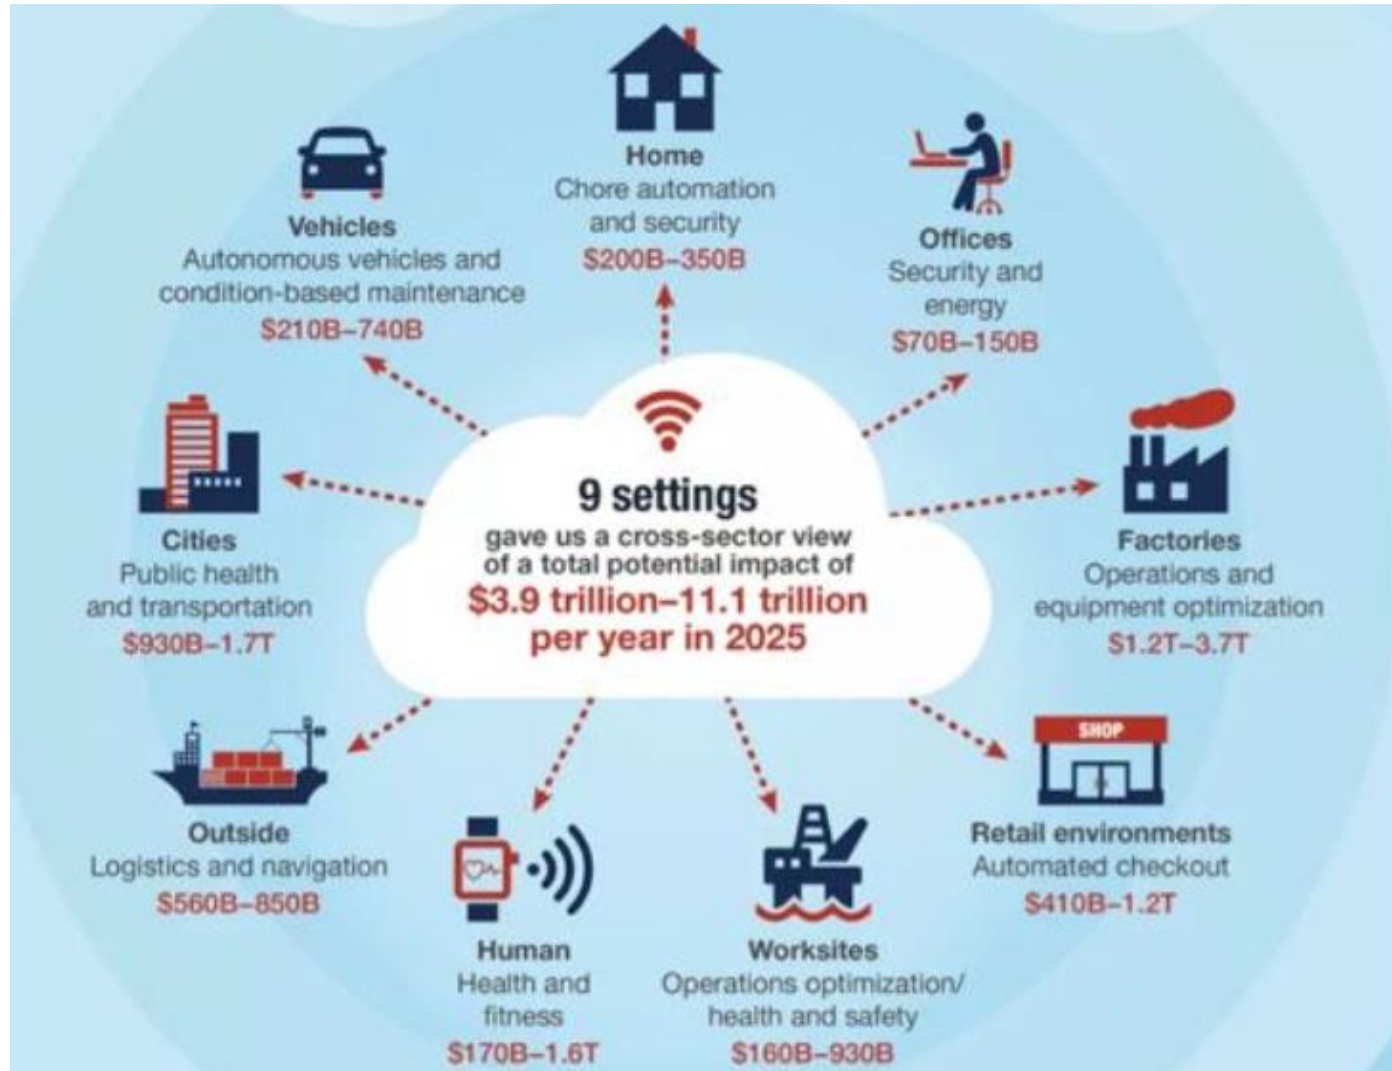 Home
Chore automation
and security
$200B–350B
Offices
Security and
energy
$70B–150B
Factories
Operations and
equipment optimization
$1.2T–3.7T
SHOP
Retail environments
Automated checkout
$410B–1.2T
Worksites
Operations optimization/
health and safety
$160B–930B
Human
Health and
fitness
$170B–1.6T
Outside
Logistics and navigation
$560B–850B
Cities
Public health
and transportation
$930B–1.7T
Vehicles
Autonomous vehicles and
condition-based maintenance
$210B–740B
9 settings
gave us a cross-sector view
of a total potential impact of
$3.9 trillion–11.1 trillion
per year in 2025